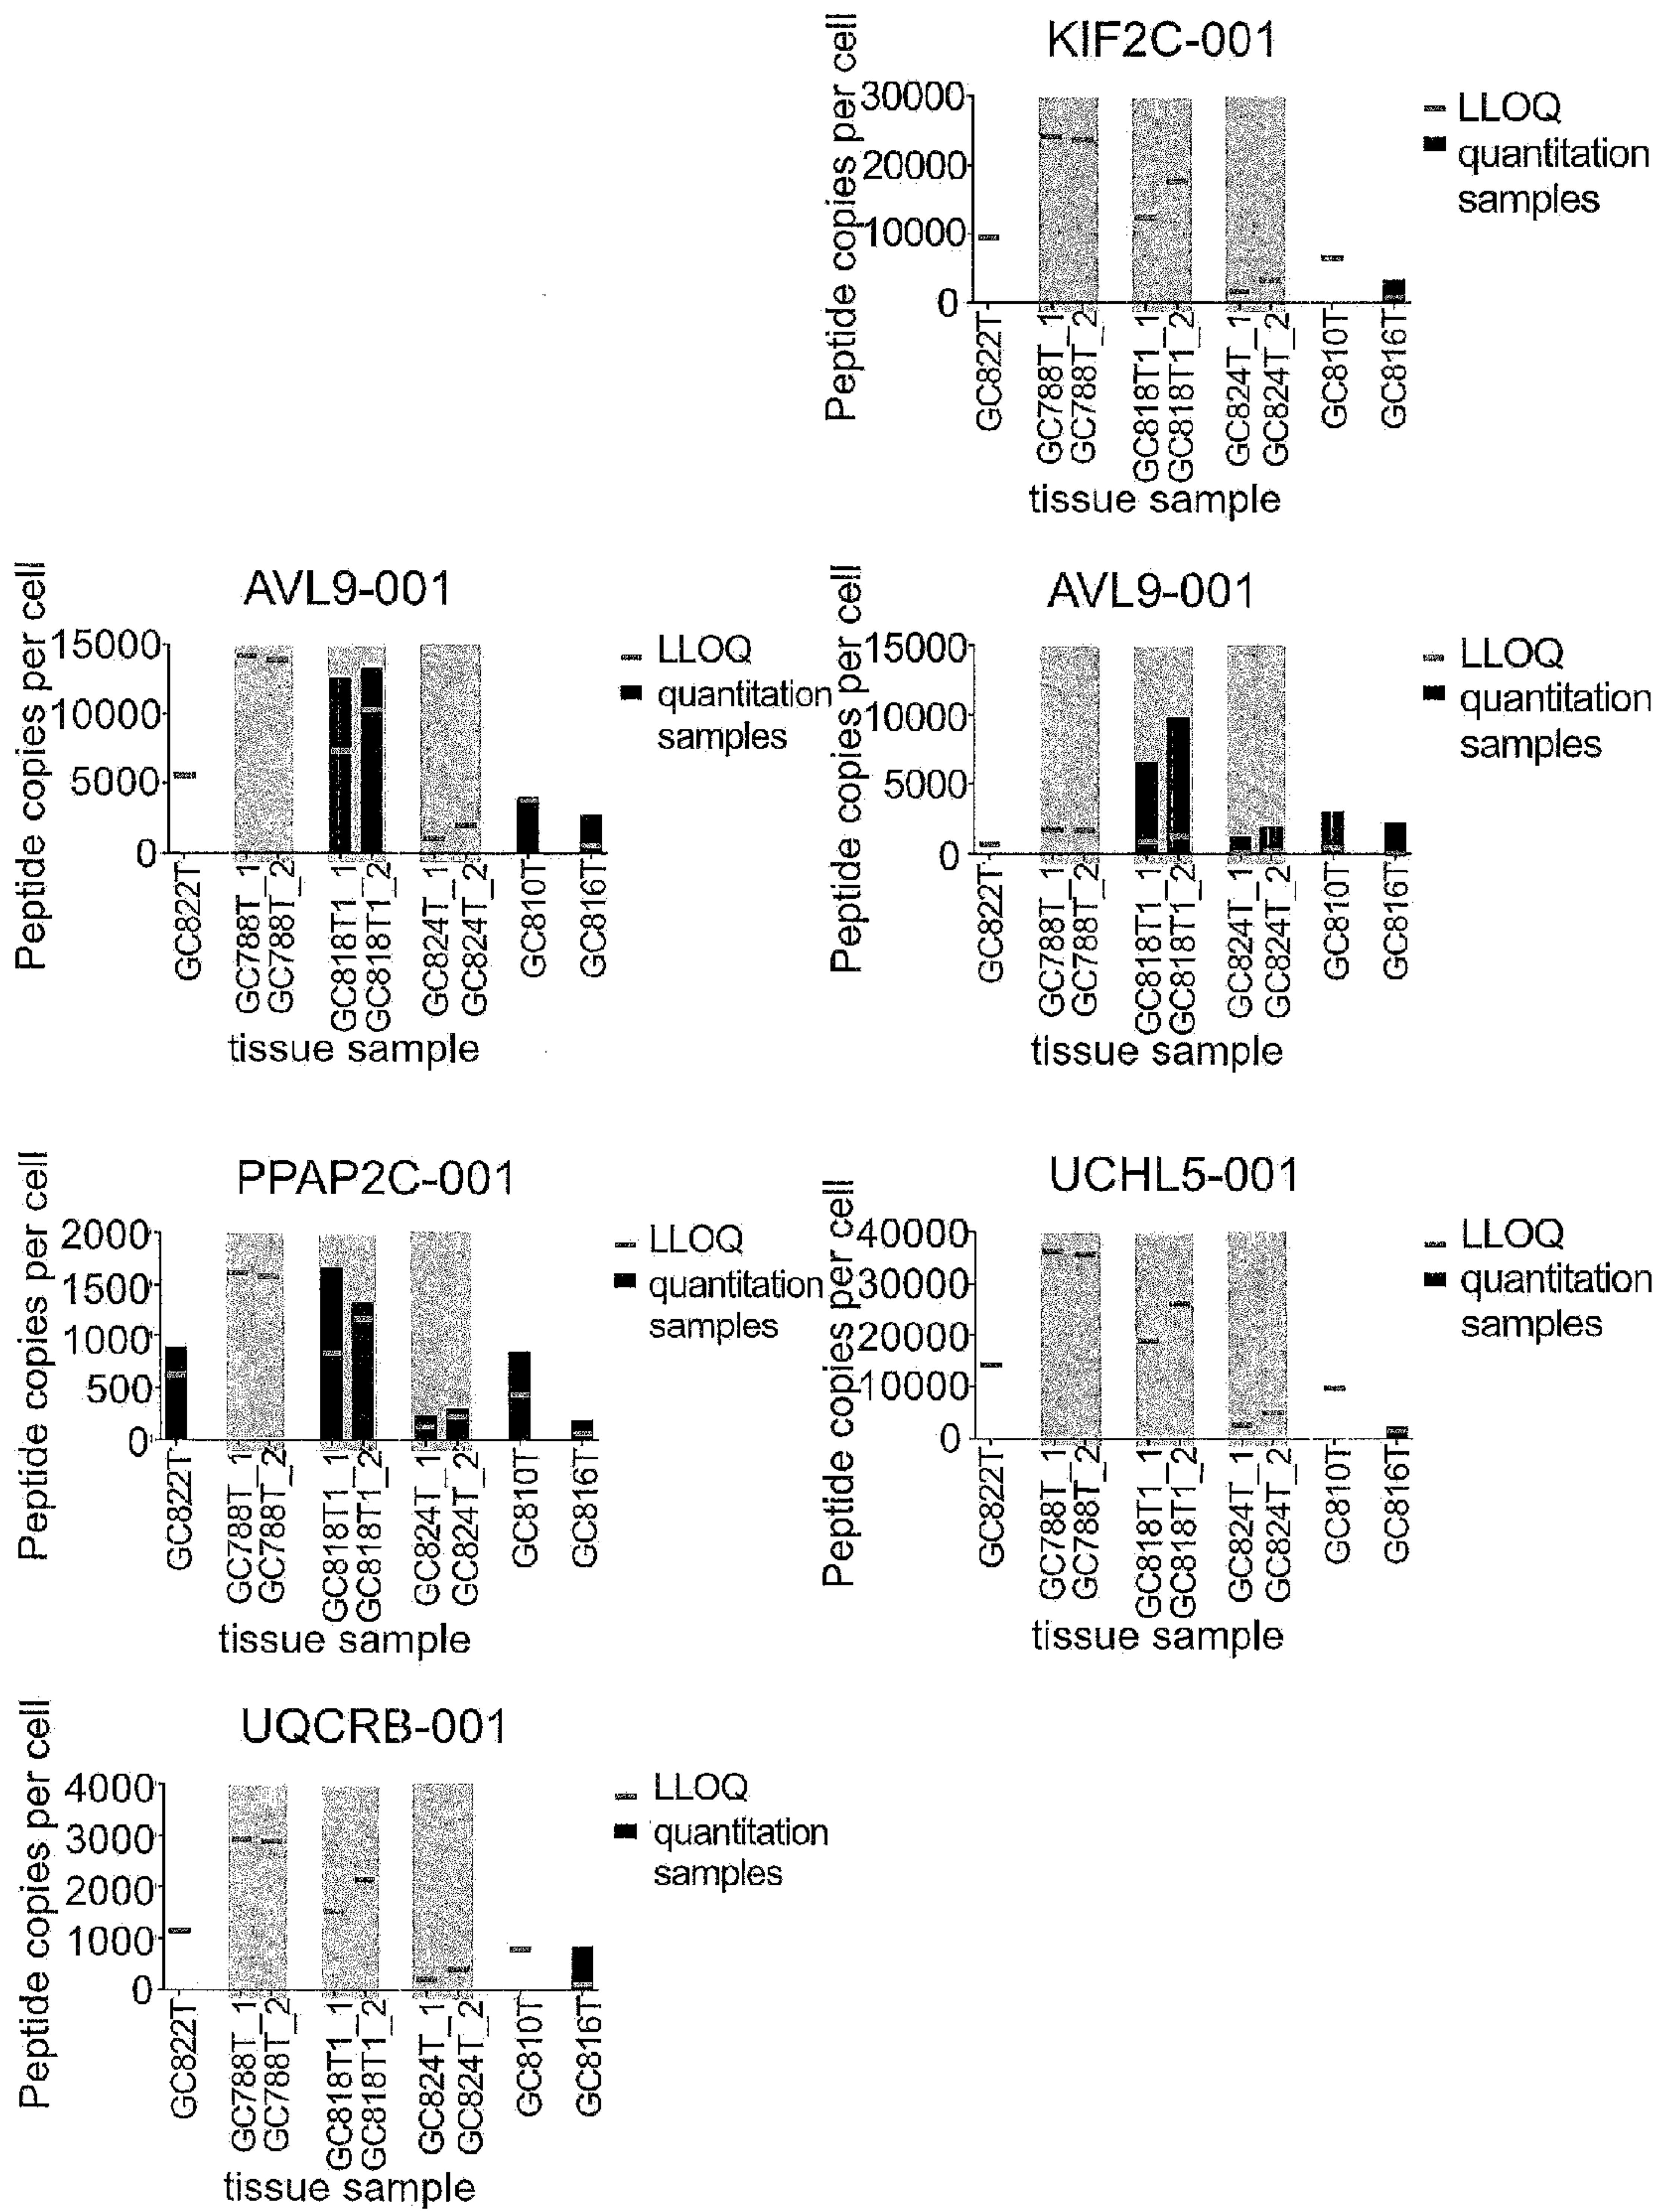 KIF2C-001
Peptide copies per cell
30000
20000
10000
0
LLOQ
quantitation
samples
GC822T
GC788T_1
GC788T_2
GC818T1_1
GC818T1_2
GC824T_1
GC824T_2
GC810T
GC816T
tissue sample
AVL9-001
Peptide copies per cell
15000
10000
5000
0
LLOQ
quantitation
samples
GC822T
GC788T_1
GC788T_2
GC818T1_1
GC818T1_2
GC824T_1
GC824T_2
GC810T
GC816T
tissue sample
AVL9-001
Peptide copies per cell
15000
10000
5000
0
LLOQ
quantitation
samples
GC822T
GC788T_1
GC788T_2
GC818T1_1
GC818T1_2
GC824T_1
GC824T_2
GC810T
GC816T
tissue sample
PPAP2C-001
Peptide copies per cell
2000
1500
1000
500
0
LLOQ
quantitation
samples
GC822T
GC788T_1
GC788T_2
GC818T1_1
GC818T1_2
GC824T_1
GC824T_2
GC810T
GC816T
tissue sample
UCHL5-001
Peptide copies per cell
40000
30000
20000
10000
0
LLOQ
quantitation
samples
GC822T
GC788T_1
GC788T_2
GC818T1_1
GC818T1_2
GC824T_1
GC824T_2
GC810T
GC816T
tissue sample
UQCRB-001
Peptide copies per cell
4000
3000
2000
1000
0
LLOQ
quantitation
samples
GC822T
GC788T_1
GC788T_2
GC818T1_1
GC818T1_2
GC824T_1
GC824T_2
GC810T
GC816T
tissue sample